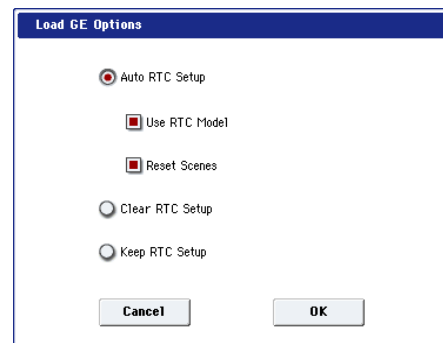 Load GE Options
Auto RTC Setup
Use RTC Model
Reset Scenes
Clear RTC Setup
Keep RTC Setup
Cancel OK